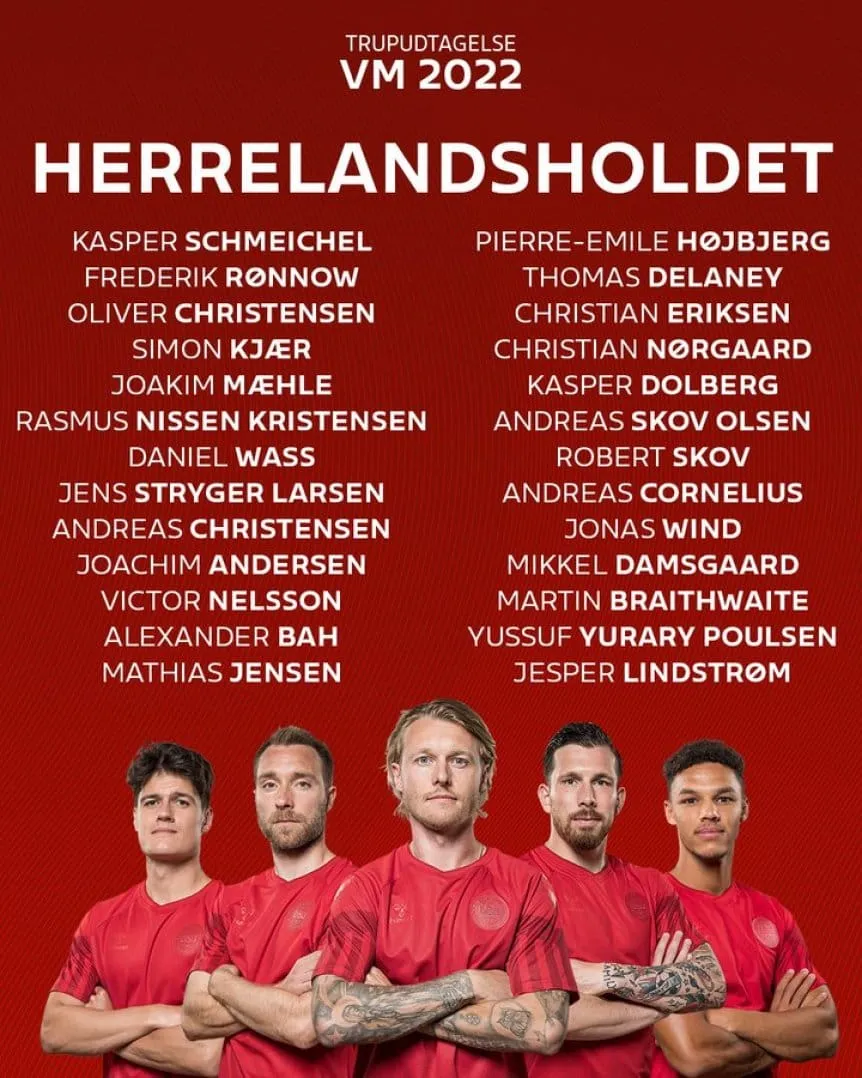 TRUPUDTAGELSE
VM 2022
HERRELANDSHOLDET
KASPER SCHMEICHEL
FREDERIK RØNNOW
OLIVER CHRISTENSEN
SIMON KJÆR
JOAKIM MÆHLE
RASMUS NISSEN KRISTENSEN
DANIEL WASS
JENS STRYGER LARSEN
ANDREAS CHRISTENSEN
JOACHIM ANDERSEN
VICTOR NELSSON
ALEXANDER BAH
MATHIAS JENSEN
PIERRE-EMILE HØJBJERG
THOMAS DELANEY
CHRISTIAN ERIKSEN
CHRISTIAN NØRGAARD
KASPER DOLBERG
ANDREAS SKOV OLSEN
ROBERT SKOV
ANDREAS CORNELIUS
JONAS WIND
MIKKEL DAMSGAARD
MARTIN BRAITHWAITE
YUSSUF YURARY POULSEN
JESPER LINDSTRØM